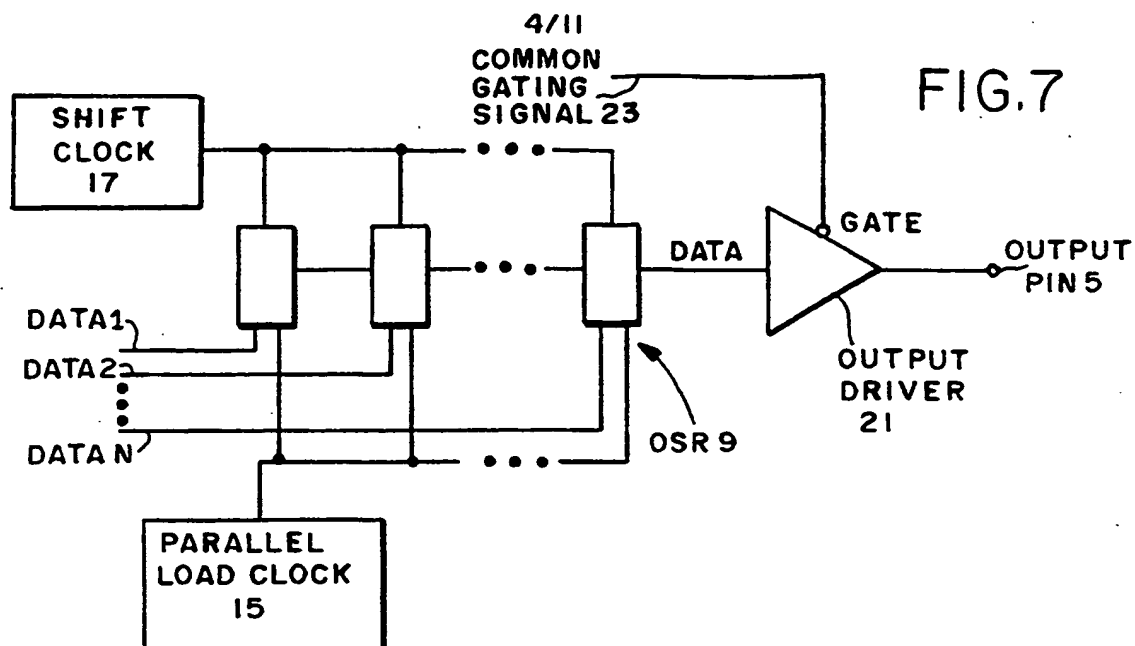 4/11
COMMON
GATING
SIGNAL 23
FIG.7
SHIFT
CLOCK
17
GATE
DATA
OUTPUT
PIN 5
DATA1
DATA2
DATA N
OUTPUT
DRIVER
21
OSR 9
PARALLEL
LOAD CLOCK
15